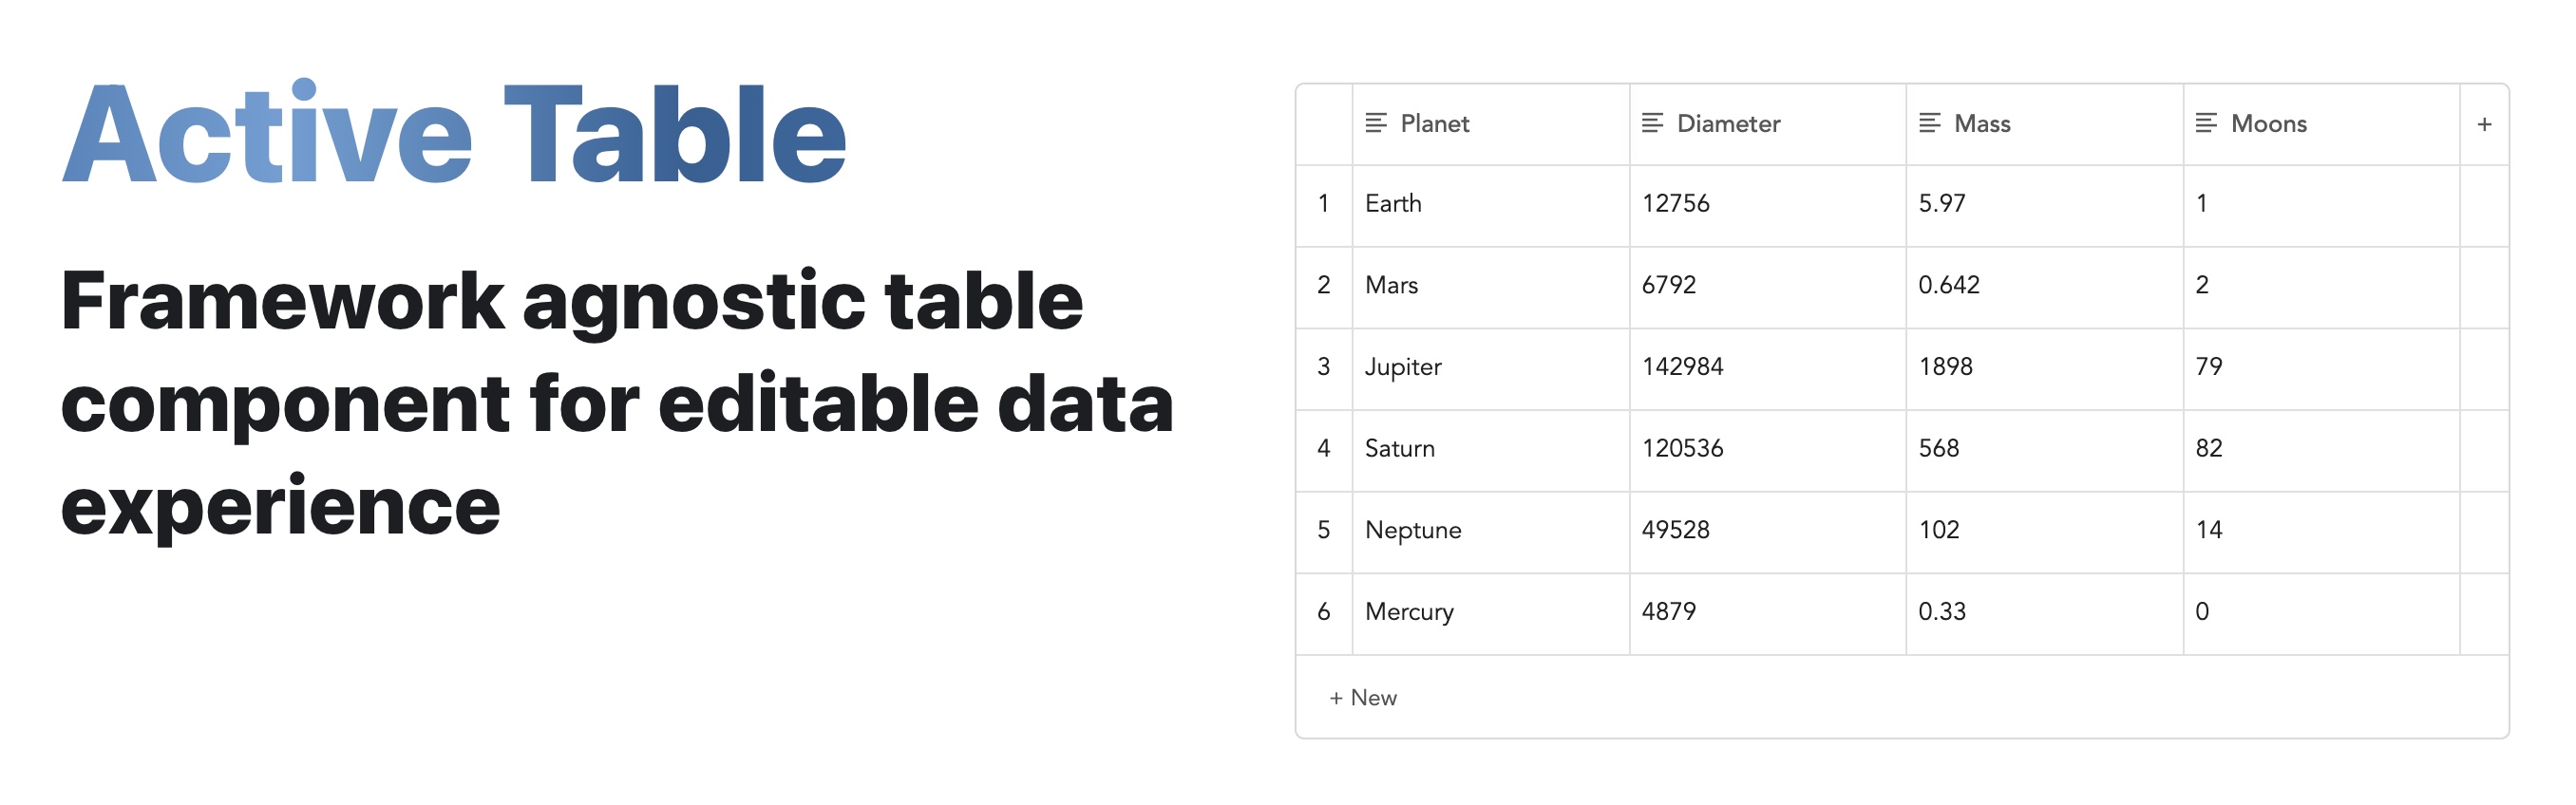 Active Table
Framework agnostic table
component for editable data
experience
Planet Diameter Mass Moons +
1 Earth 12756 5.97 1
2 Mars 6792 0.642 2
3 Jupiter 142984 1898 79
4 Saturn 120536 568 82
5 Neptune 49528 102 14
6 Mercury 4879 0.33 0
+ New